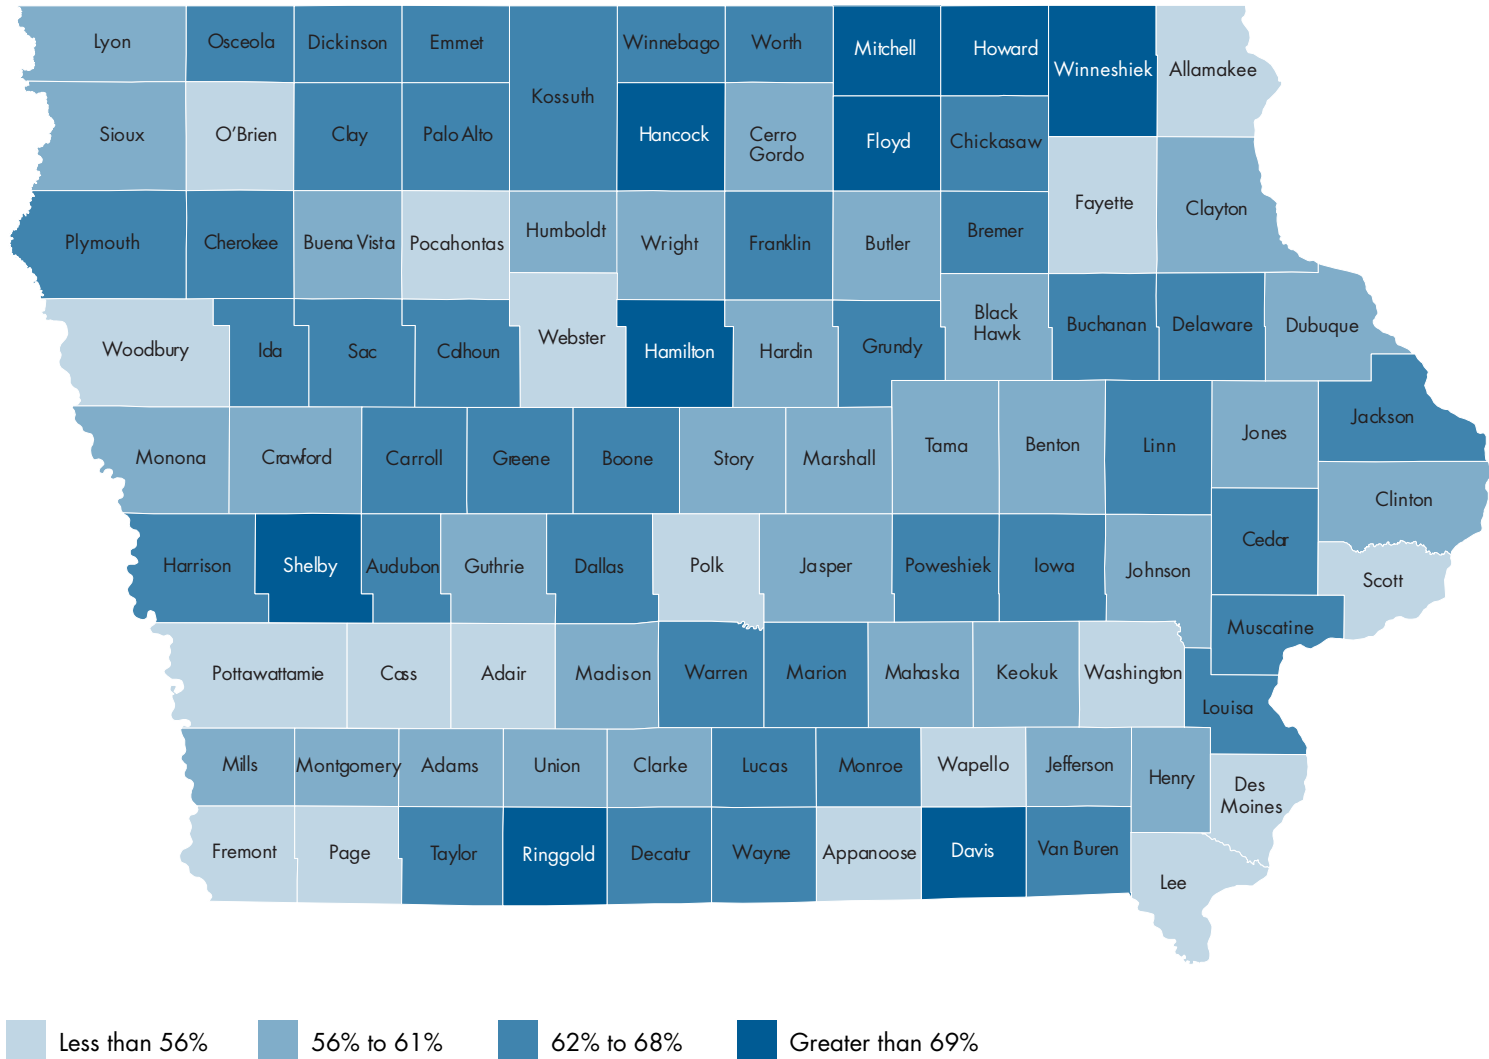 Lyon
Osceola
Dickinson
Emmet
Kossuth
Winnebago
Worth
Mitchell
Howard
Winneshiek
Allamakee
Sioux
O’Brien
Clay
Palo Alto
Hancock
Cerro
Gordo
Floyd
Chickasaw
Fayette
Clayton
Plymouth
Cherokee
Buena Vista
Pocahontas
Humboldt
Wright
Franklin
Butler
Bremer
Woodbury
Ida
Sac
Calhoun
Webster
Hamilton
Hardin
Grundy
Black
Hawk
Buchanan
Delaware
Dubuque
Monona
Crawford
Carroll
Greene
Boone
Story
Marshall
Tama
Benton
Linn
Jones
Jackson
Clinton
Harrison
Shelby
Audubon
Guthrie
Dallas
Polk
Jasper
Poweshiek
Iowa
Johnson
Cedar
Scott
Muscatine
Pottawattamie
Cass
Adair
Madison
Warren
Marion
Mahaska
Keokuk
Washington
Louisa
Mills
Montgomery
Adams
Union
Clarke
Lucas
Monroe
Wapello
Jefferson
Henry
Des
Moines
Fremont
Page
Taylor
Ringgold
Decatur
Wayne
Appanoose
Davis
Van Buren
Lee
Less than 56%
56% to 61%
62% to 68%
Greater than 69%